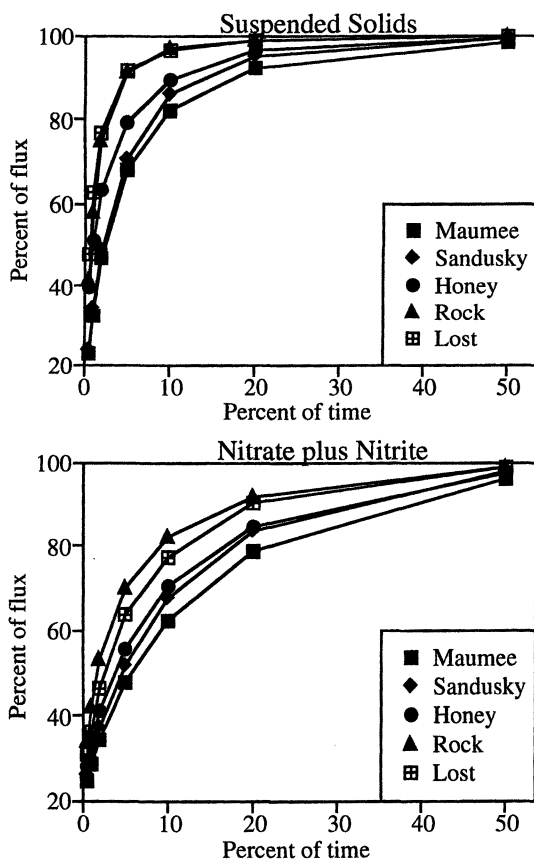 Suspended Solids
100
80
60
40
20
Percent of flux
Maumee
Sandusky
Honey
Rock
Lost
0 10 20 30 40 50
Percent of time
Nitrate plus Nitrite
100
80
60
40
20
Percent of flux
Maumee
Sandusky
Honey
Rock
Lost
0 10 20 30 40 50
Percent of time